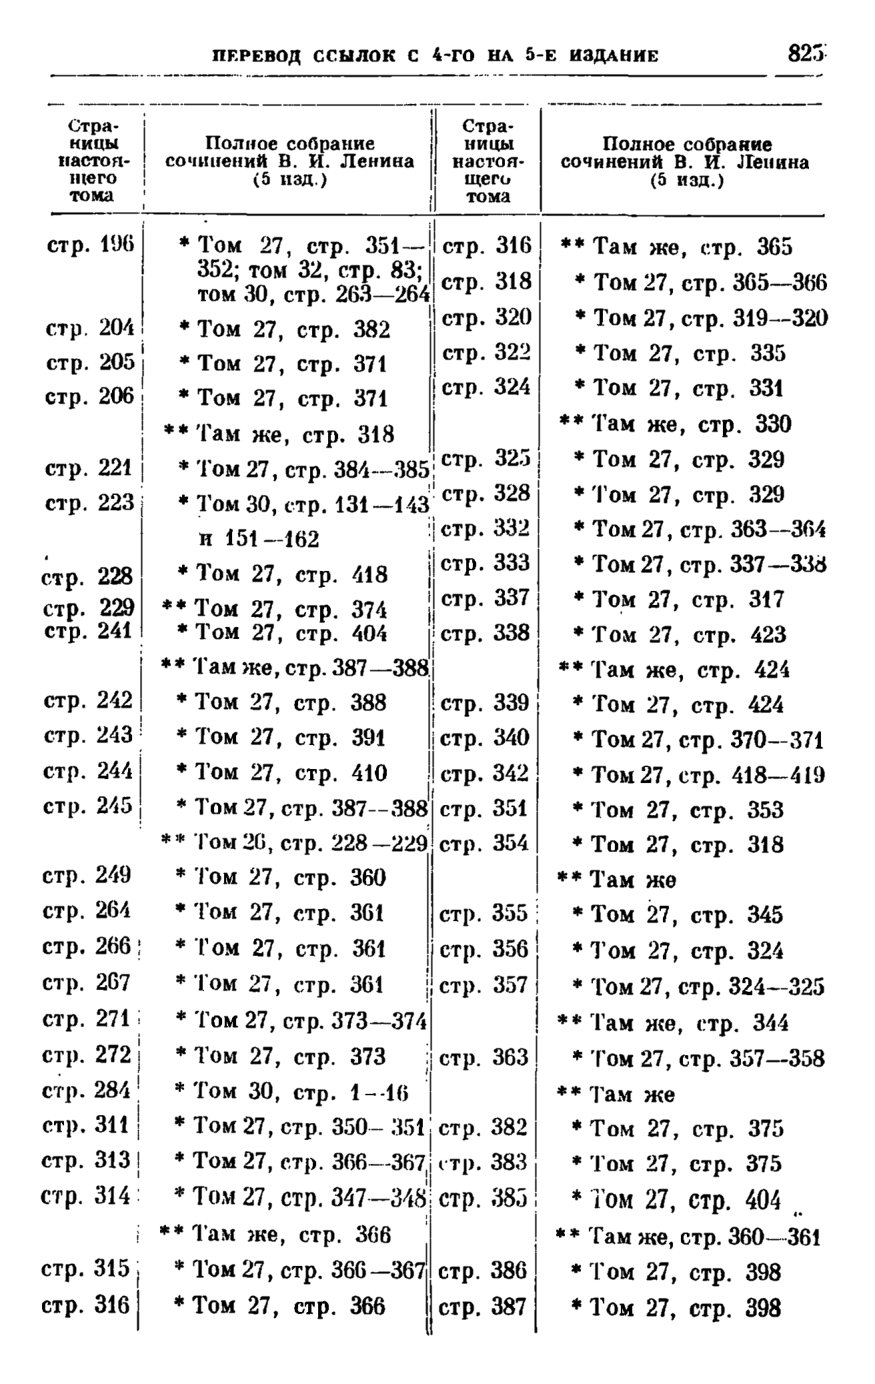 ПЕРЕВОД ССЫЛОК С 4-ГО НА 5-Е ИЗДАНИЕ 825
Стра-
ницы
настоя-
щего
тома
Полное собрание
сочинений В. И. Ленина
(5 изд.)
стр. 196 * Том 27, стр. 351—
352; том 32, стр. 83;
том 30, стр. 263—264
стр. 204 * Том 27, стр. 382
стр. 205 * Том 27, стр. 371
стр. 206 * Том 27, стр. 371
** Там же, стр. 318
стр. 221 * Том 27, стр. 384—385
стр. 223 * Том 30, стр. 131—143
и 151—162
стр. 228 * Том 27, стр. 418
стр. 229 ** Том 27, стр. 374
стр. 241 * Том 27, стр. 404
** Там же, стр. 387—388
стр. 242 * Том 27, стр. 388
стр. 243 * Том 27, стр. 391
стр. 244 * Том 27, стр. 410
стр. 245 * Том 27, стр. 387—388
** Том 26, стр. 228—229
стр. 249 * Том 27, стр. 360
стр. 264 * Том 27, стр. 361
стр. 266 * Том 27, стр. 361
стр. 267 * Том 27, стр. 361
стр. 271 * Том 27, стр. 373—374
стр. 272 * Том 27, стр. 373
стр. 284 * Том 30, стр. 1—16
стр. 311 * Том 27, стр. 350—351
стр. 313 * Том 27, стр. 366—367
стр. 314 * Том 27, стр. 347—348
** Там же, стр. 366
стр. 315 * Том 27, стр. 366—367
стр. 316 * Том 27, стр. 366
Стра-
ницы
настоя-
щего
тома
Полное собрание
сочинений В. И. Ленина
(5 изд.)
стр. 316 ** Там же, стр. 365
стр. 318 * Том 27, стр. 365—366
стр. 320 * Том 27, стр. 319—320
стр. 322 * Том 27, стр. 335
стр. 324 * Том 27, стр. 331
** Там же, стр. 330
стр. 325 * Том 27, стр. 329
стр. 328 * Том 27, стр. 329
стр. 332 * Том 27, стр. 363—364
стр. 333 * Том 27, стр. 337—338
стр. 337 * Том 27, стр. 317
стр. 338 * Том 27, стр. 423
** Там же, стр. 424
стр. 339 * Том 27, стр. 424
стр. 340 * Том 27, стр. 370—371
стр. 342 * Том 27, стр. 418—419
стр. 351 * Том 27, стр. 353
стр. 354 * Том 27, стр. 318
** Там же
стр. 355 * Том 27, стр. 345
стр. 356 * Том 27, стр. 324
стр. 357 * Том 27, стр. 324—325
** Там же, стр. 344
стр. 363 * Том 27, стр. 357—358
** Там же
стр. 382 * Том 27, стр. 375
стр. 383 * Том 27, стр. 375
стр. 385 * Том 27, стр. 404
** Там же, стр. 360—361
стр. 386 * Том 27, стр. 398
стр. 387 * Том 27, стр. 398